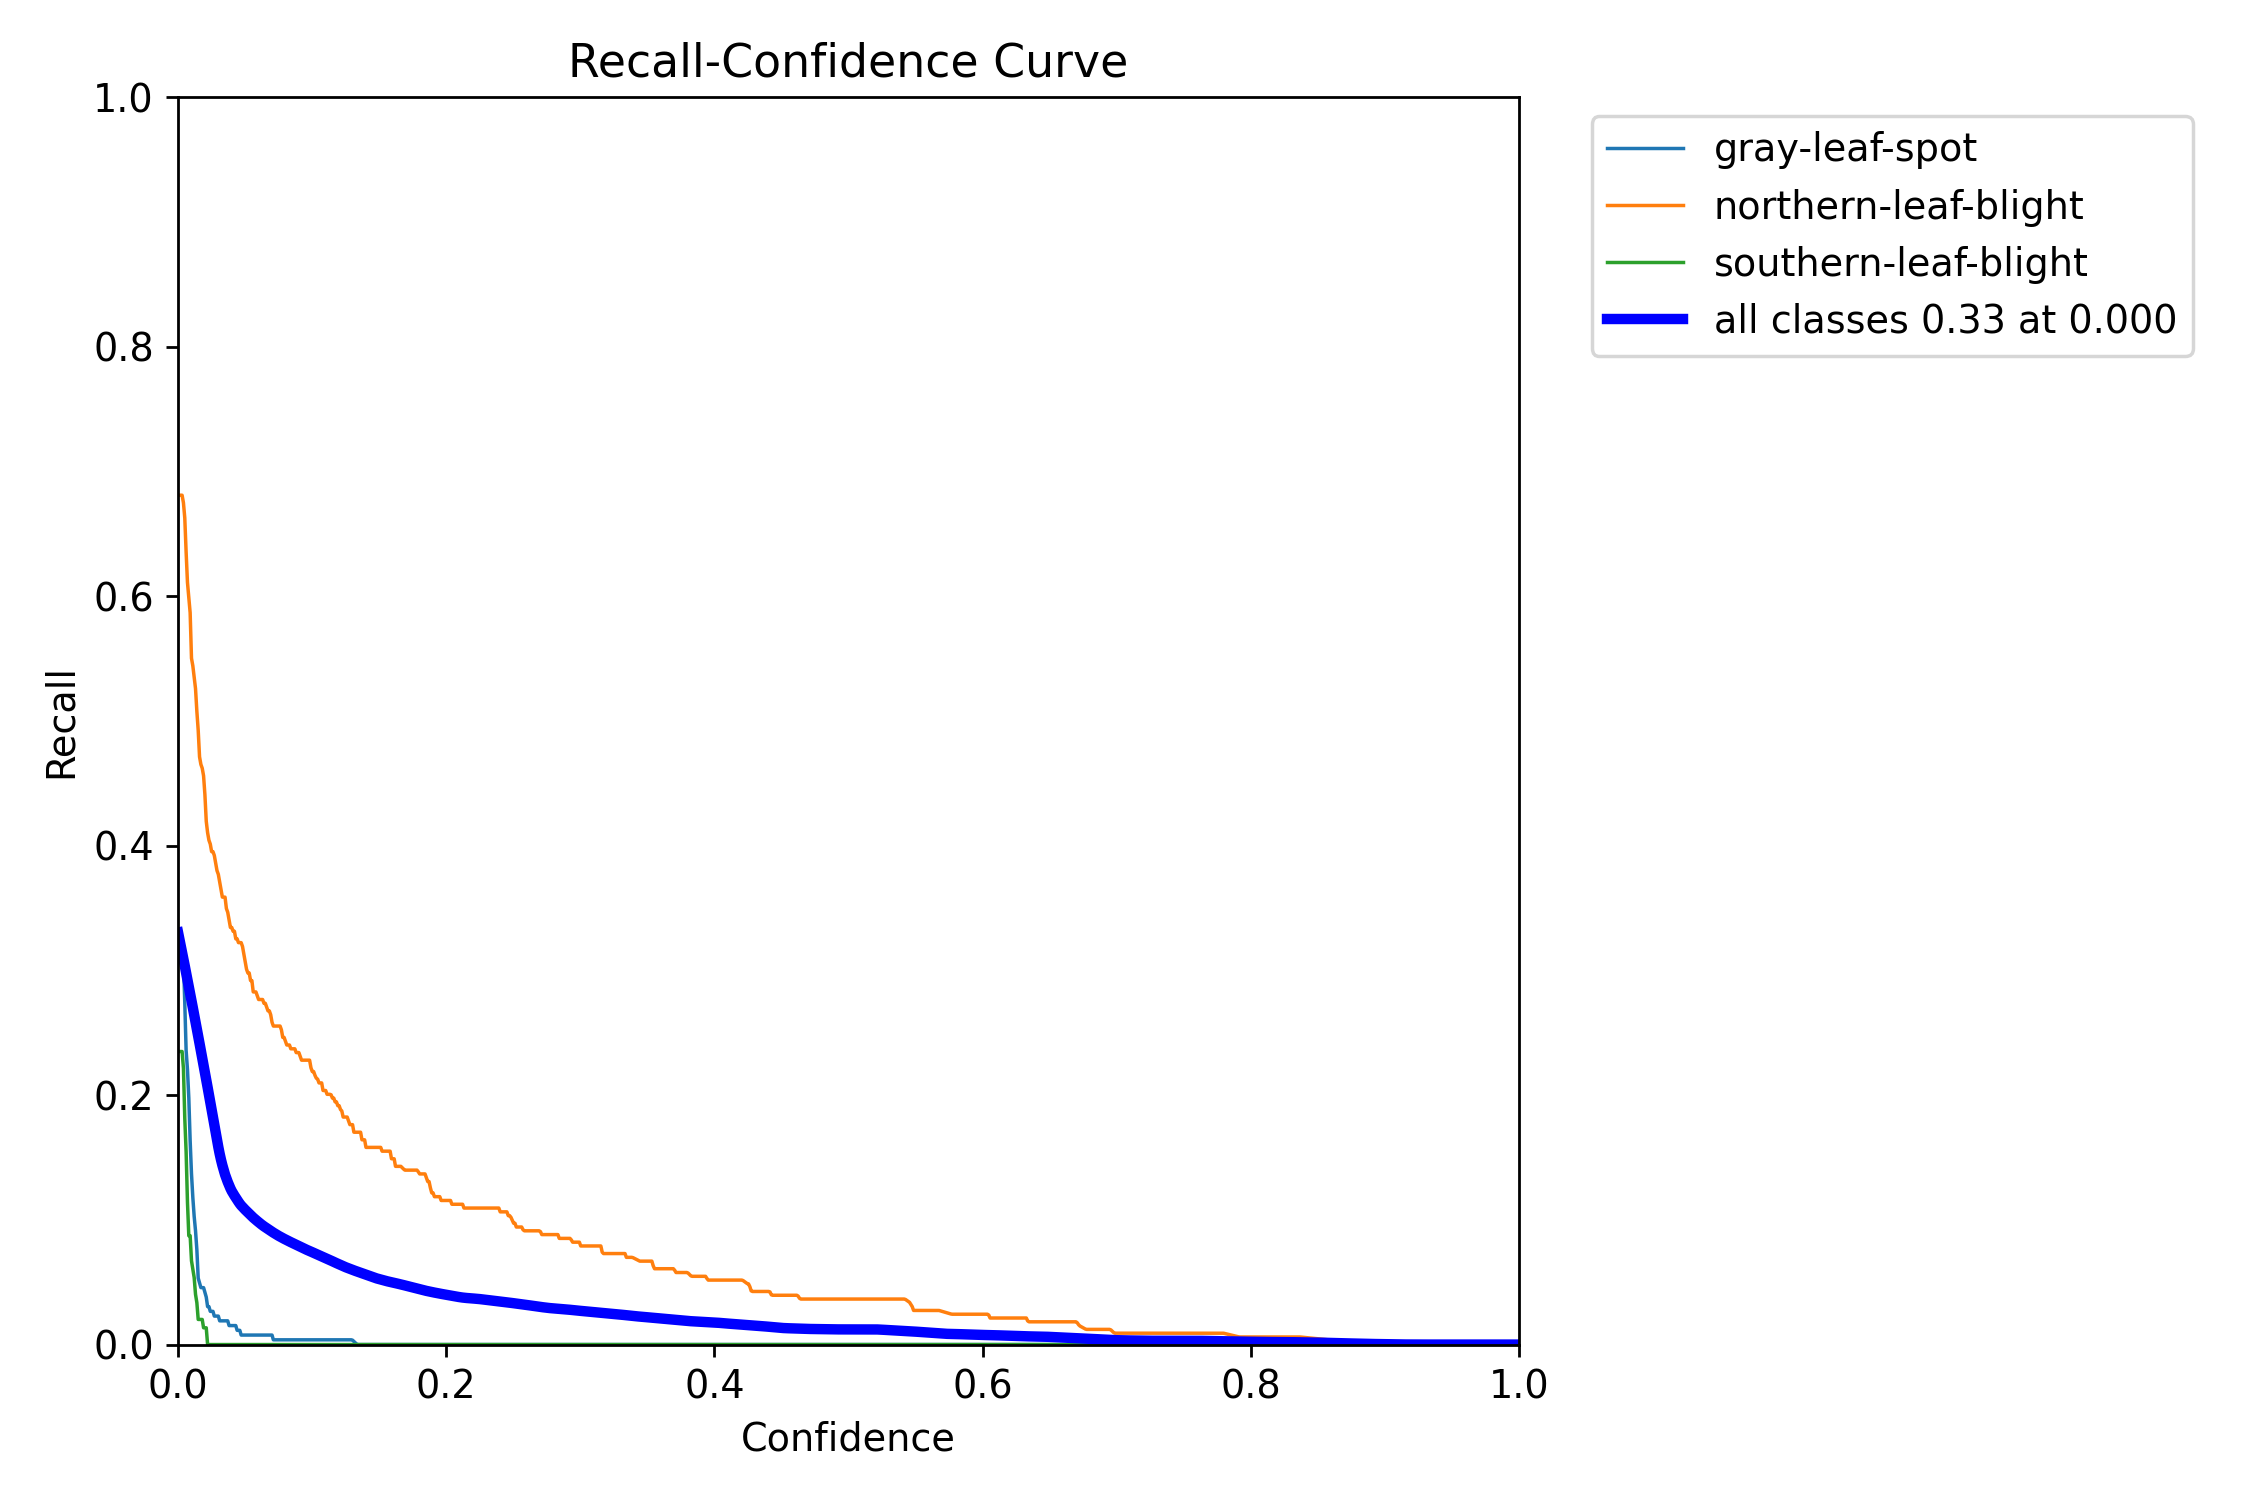 Recall-Confidence Curve
1.0
0.8
0.6
0.4
0.2
0.0
Recall
0.0 0.2 0.4 0.6 0.8 1.0
Confidence
gray-leaf-spot
northern-leaf-blight
southern-leaf-blight
all classes 0.33 at 0.000